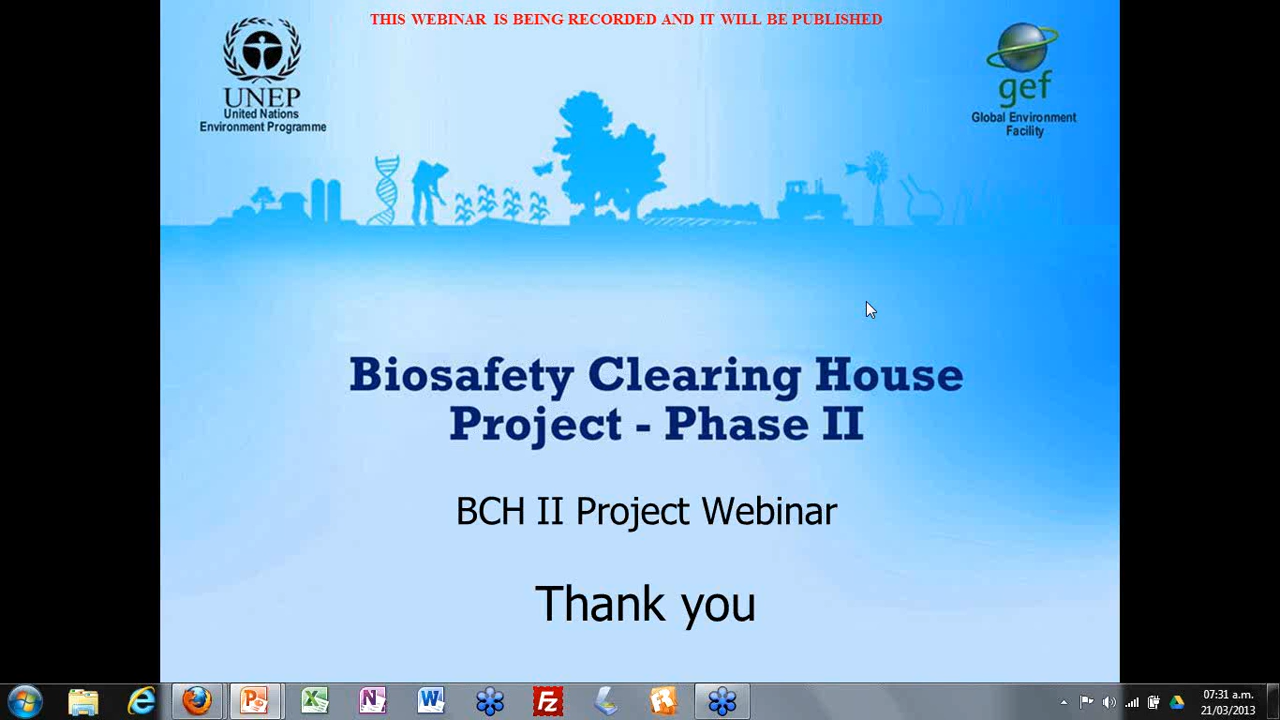 THIS WEBINAR IS BEING RECORDED AND IT WILL BE PUBLISHED
UNEP
United Nations
Environment Programme
gef
Global Environment
Facility
Biosafety Clearing House
Project - Phase II
BCH II Project Webinar
Thank you
07:31 a.m.
21/03/2013